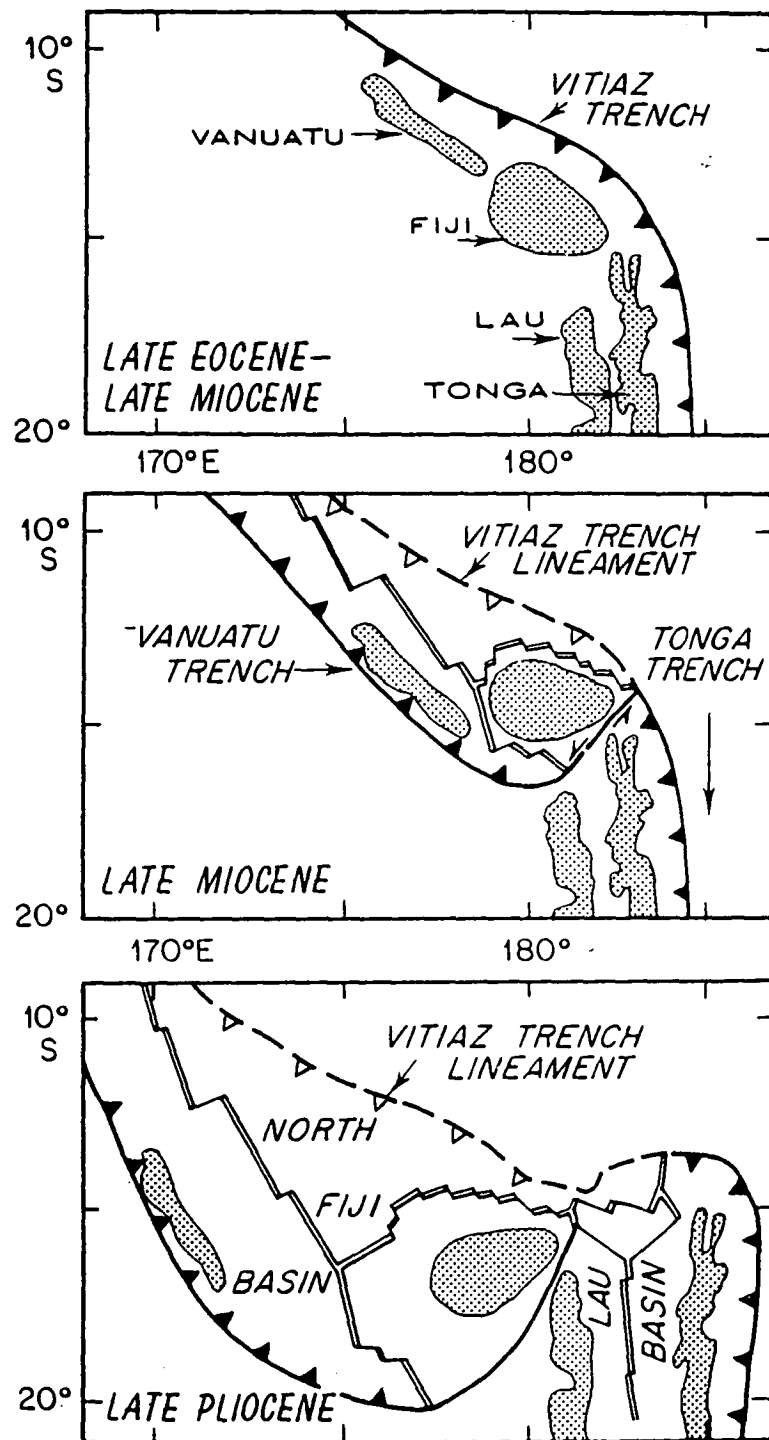 10°
S
VITIAZ
TRENCH
VANUATU
FIJI
LAU
TONGA
LATE EOCENE–
LATE MIOCENE
20°
170°E
180°
10°
S
VITIAZ TRENCH
LINEAMENT
VANUATU
TRENCH
TONGA
TRENCH
LATE MIOCENE
20°
170°E
180°
10°
S
VITIAZ TRENCH
LINEAMENT
NORTH
FIJI
BASIN
LAU
BASIN
20°
LATE PLIOCENE